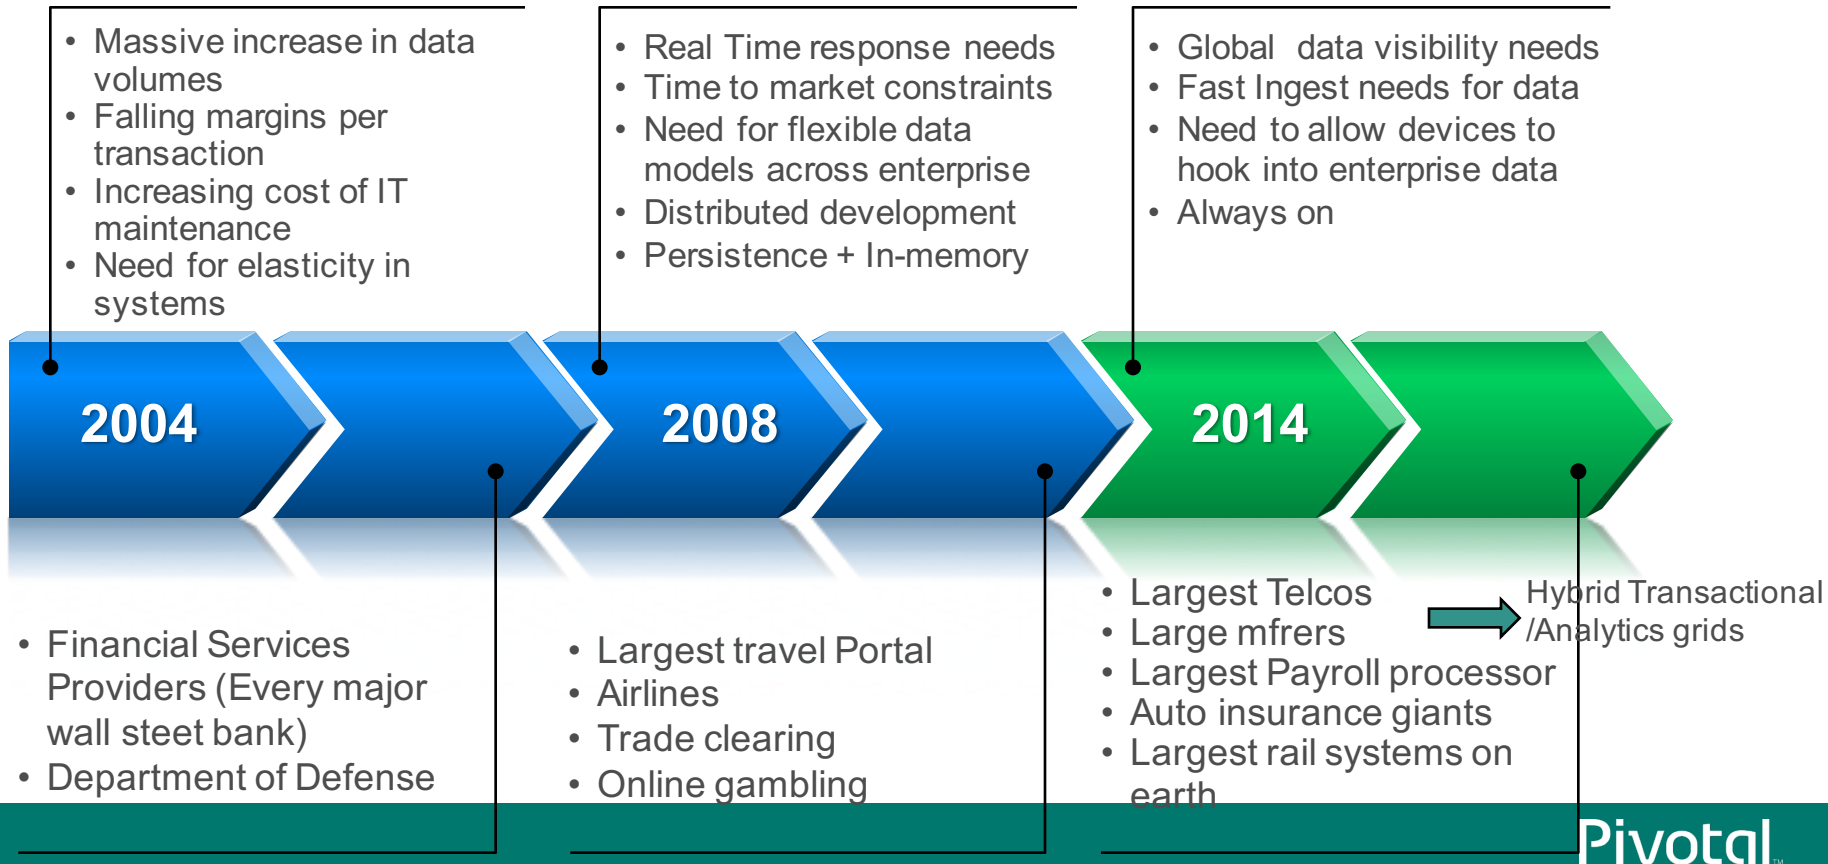 • Massive increase in data
volumes
• Falling margins per
transaction
• Increasing cost of IT
maintenance
• Need for elasticity in
systems
• Real Time response needs
• Time to market constraints
• Need for flexible data
models across enterprise
• Distributed development
• Persistence + In-memory
• Global data visibility needs
• Fast Ingest needs for data
• Need to allow devices to
hook into enterprise data
• Always on
2004
2008
2014
• Financial Services
Providers (Every major
wall steet bank)
• Department of Defense
• Largest travel Portal
• Airlines
• Trade clearing
• Online gambling
• Largest Telcos
• Large mfrers
• Largest Payroll processor
• Auto insurance giants
• Largest rail systems on
earth
Hybrid Transactional
/Analytics grids
Pivotal™